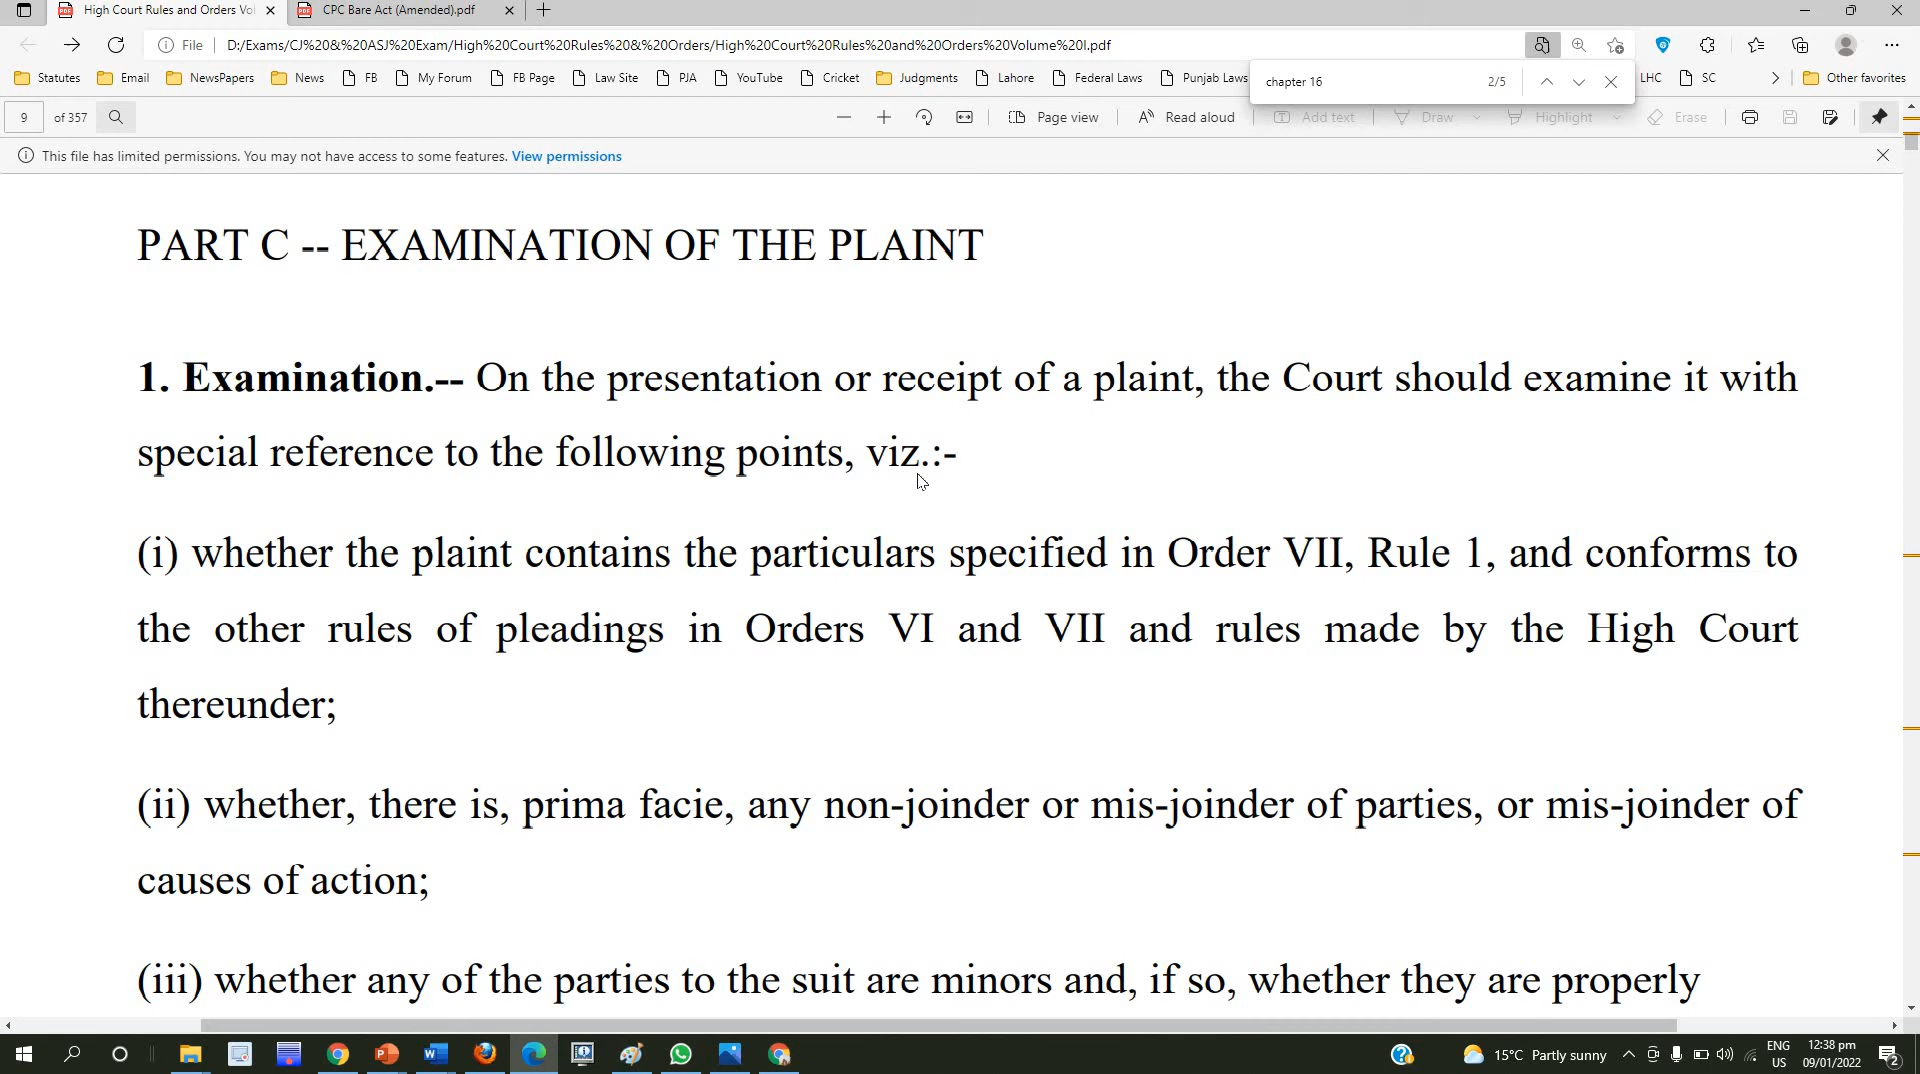 High Court Rules and Orders Vol
CPC Bare Act (Amended).pdf
File
D:/Exams/CJ%20&%20ASJ%20Exam/High%20Court%20Rules%20&%20Orders/High%20Court%20Rules%20and%20Orders%20Volume%20I.pdf
Statutes Email NewsPapers News FB My Forum FB Page Law Site PJA YouTube Cricket Judgments Lahore Federal Laws Punjab Laws LHC SC Other favorites
chapter 16 2/5
9 of 357 Page view Read aloud Add text Draw Highlight Erase
This file has limited permissions. You may not have access to some features. View permissions
PART C -- EXAMINATION OF THE PLAINT
1. Examination.-- On the presentation or receipt of a plaint, the Court should examine it with
special reference to the following points, viz.:-
(i) whether the plaint contains the particulars specified in Order VII, Rule 1, and conforms to
the other rules of pleadings in Orders VI and VII and rules made by the High Court
thereunder;
(ii) whether, there is, prima facie, any non-joinder or mis-joinder of parties, or mis-joinder of
causes of action;
(iii) whether any of the parties to the suit are minors and, if so, whether they are properly
15°C Partly sunny
ENG
US
12:38 pm
09/01/2022
2